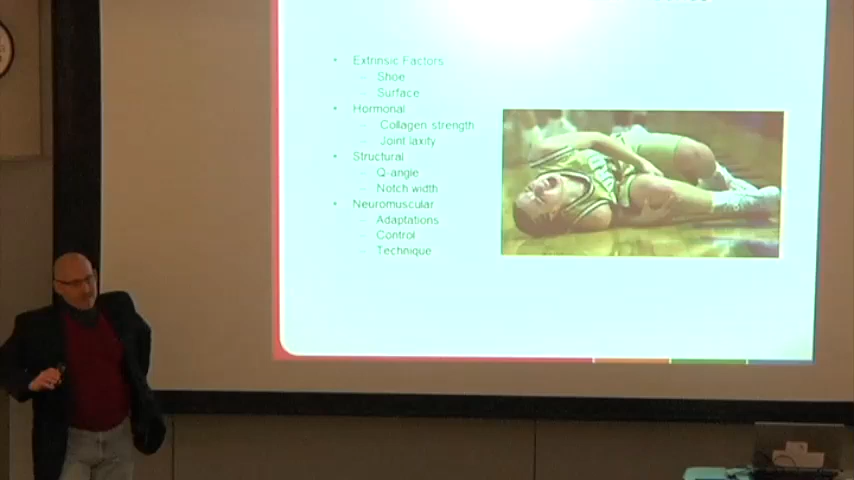 • Extrinsic Factors
– Shoe
– Surface
• Hormonal
– Collagen strength
– Joint laxity
• Structural
– Q-angle
– Notch width
• Neuromuscular
– Adaptations
– Control
– Technique